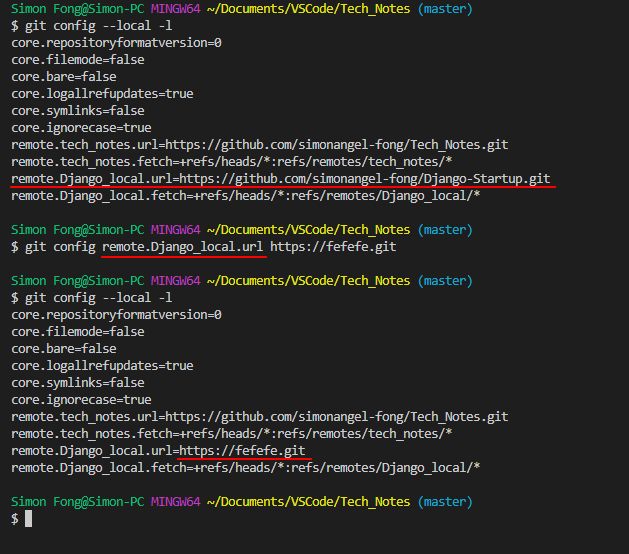 Simon Fong@Simon-PC MINGW64 ~/Documents/VSCode/Tech_Notes (master)
$ git config --local -l
core.repositoryformatversion=0
core.filemode=false
core.bare=false
core.logallrefupdates=true
core.symlinks=false
core.ignorecase=true
remote.tech_notes.url=https://github.com/simonangel-fong/Tech_Notes.git
remote.tech_notes.fetch=+refs/heads/*:refs/remotes/tech_notes/*
remote.Django_local.url=https://github.com/simonangel-fong/Django-Startup.git
remote.Django_local.fetch=+refs/heads/*:refs/remotes/Django_local/*
Simon Fong@Simon-PC MINGW64 ~/Documents/VSCode/Tech_Notes (master)
$ git config remote.Django_local.url https://fefefe.git
Simon Fong@Simon-PC MINGW64 ~/Documents/VSCode/Tech_Notes (master)
$ git config --local -l
core.repositoryformatversion=0
core.filemode=false
core.bare=false
core.logallrefupdates=true
core.symlinks=false
core.ignorecase=true
remote.tech_notes.url=https://github.com/simonangel-fong/Tech_Notes.git
remote.tech_notes.fetch=+refs/heads/*:refs/remotes/tech_notes/*
remote.Django_local.url=https://fefefe.git
remote.Django_local.fetch=+refs/heads/*:refs/remotes/Django_local/*
Simon Fong@Simon-PC MINGW64 ~/Documents/VSCode/Tech_Notes (master)
$